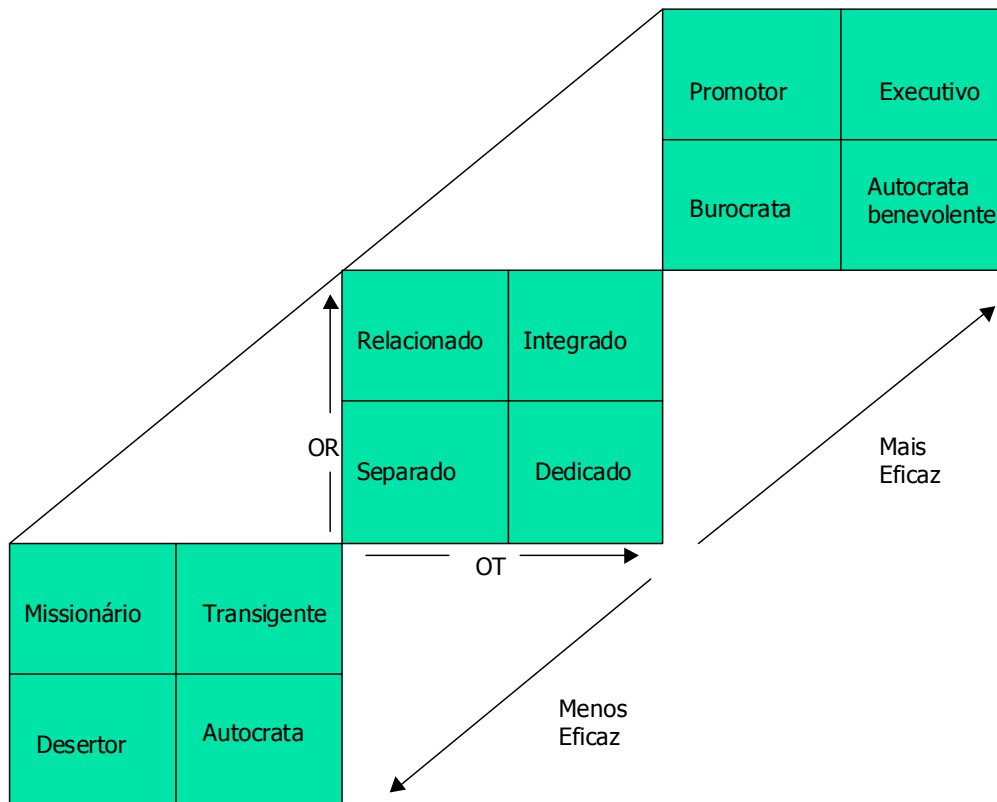 Promotor
Executivo
Burocrata
Autocrata
benevolente
Relacionado
Integrado
OR
Separado
Dedicado
Mais
Eficaz
OT
Missionário
Transigente
Desertor
Autocrata
Menos
Eficaz